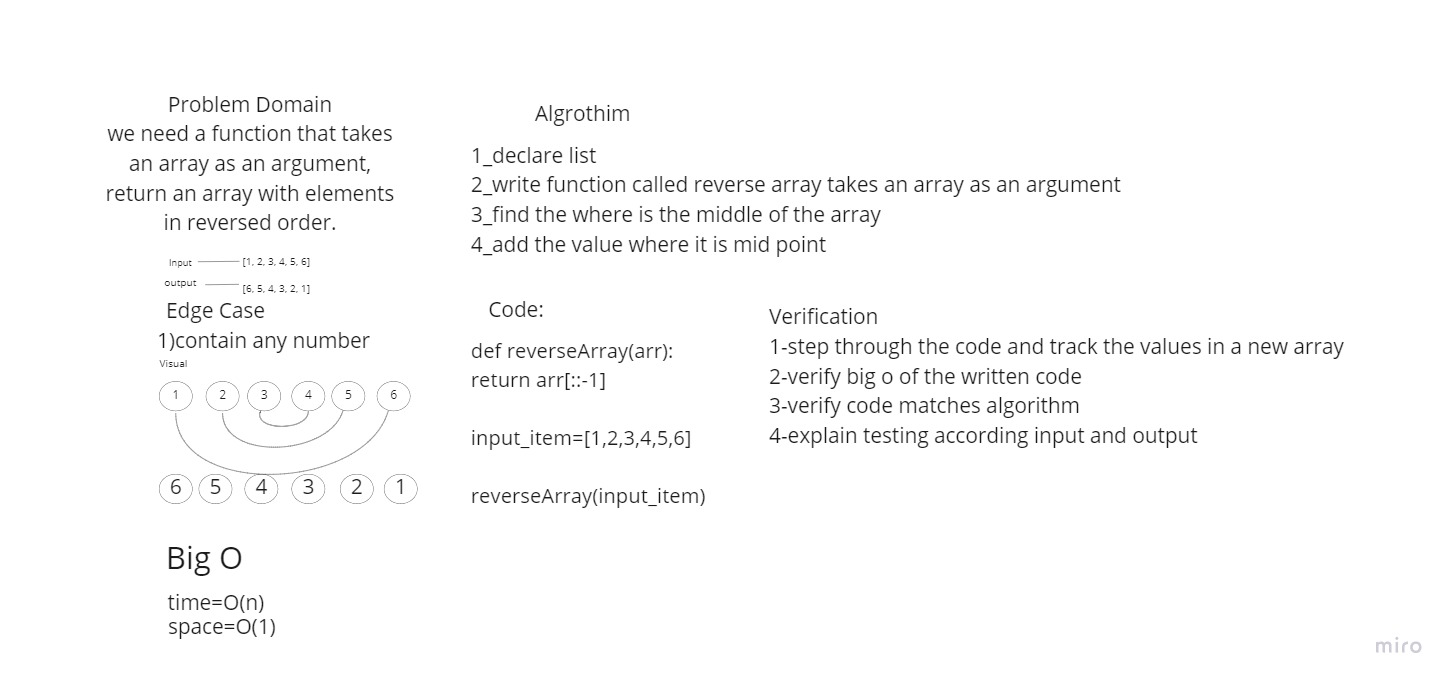 Problem Domain
we need a function that takes
an array as an argument,
return an array with elements
in reversed order.
Input [1, 2, 3, 4, 5, 6]
output [6, 5, 4, 3, 2, 1]
Edge Case
1)contain any number
Visual
1 2 3 4 5 6
6 5 4 3 2 1
Big O
time=O(n)
space=O(1)
Algrothim
1_declare list
2_write function called reverse array takes an array as an argument
3_find the where is the middle of the array
4_add the value where it is mid point
Code:
def reverseArray(arr):
return arr[::-1]
input_item=[1,2,3,4,5,6]
reverseArray(input_item)
Verification
1-step through the code and track the values in a new array
2-verify big o of the written code
3-verify code matches algorithm
4-explain testing according input and output
miro